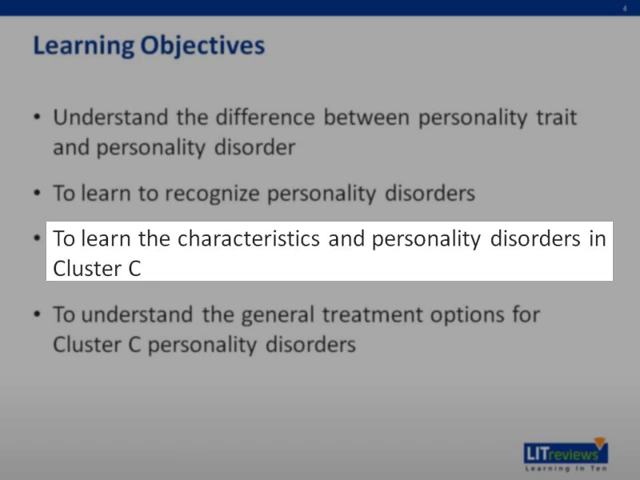 4
Learning Objectives
• Understand the difference between personality trait
and personality disorder
• To learn to recognize personality disorders
• To learn the characteristics and personality disorders in
Cluster C
• To understand the general treatment options for
Cluster C personality disorders
LITreviews
Learning In Ten